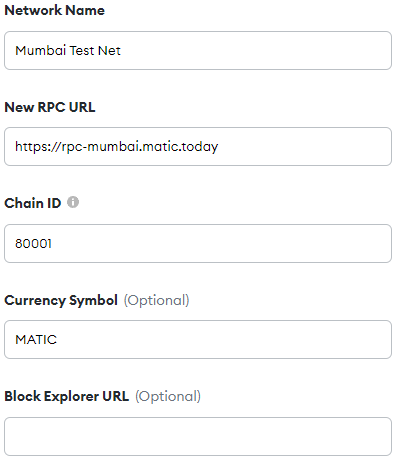 Network Name
Mumbai Test Net
New RPC URL
https://rpc-mumbai.matic.today
Chain ID
80001
Currency Symbol (Optional)
MATIC
Block Explorer URL (Optional)